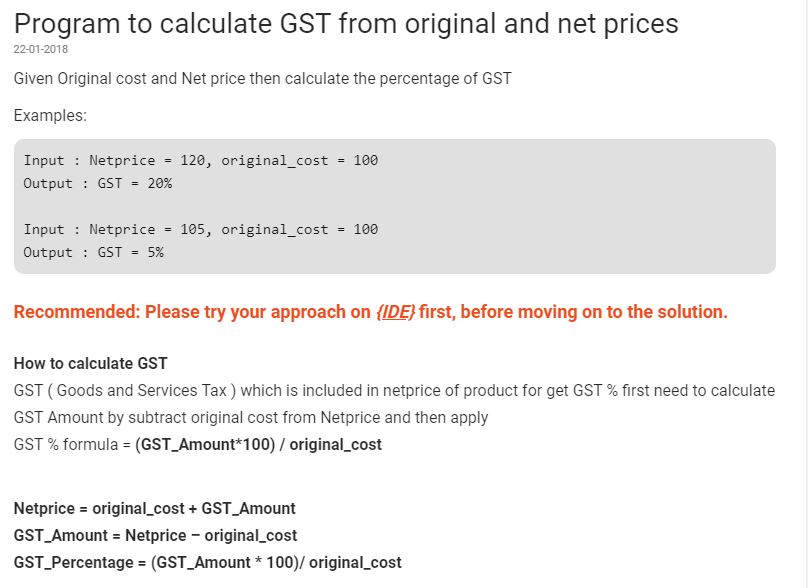 Program to calculate GST from original and net prices
22-01-2018
Given Original cost and Net price then calculate the percentage of GST
Examples:
Input : Netprice = 120, original_cost = 100
Output : GST = 20%
Input : Netprice = 105, original_cost = 100
Output : GST = 5%
Recommended: Please try your approach on {IDE} first, before moving on to the solution.
How to calculate GST
GST ( Goods and Services Tax ) which is included in netprice of product for get GST % first need to calculate
GST Amount by subtract original cost from Netprice and then apply
GST % formula = (GST_Amount*100) / original_cost
Netprice = original_cost + GST_Amount
GST_Amount = Netprice – original_cost
GST_Percentage = (GST_Amount * 100)/ original_cost